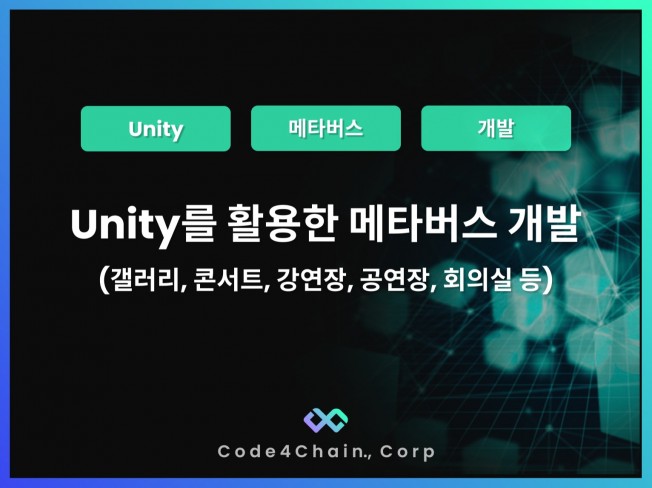 Unity 메타버스 개발
Unity를 활용한 메타버스 개발
(갤러리, 콘서트, 강연장, 공연장, 회의실 등)
Code4Chain., Corp